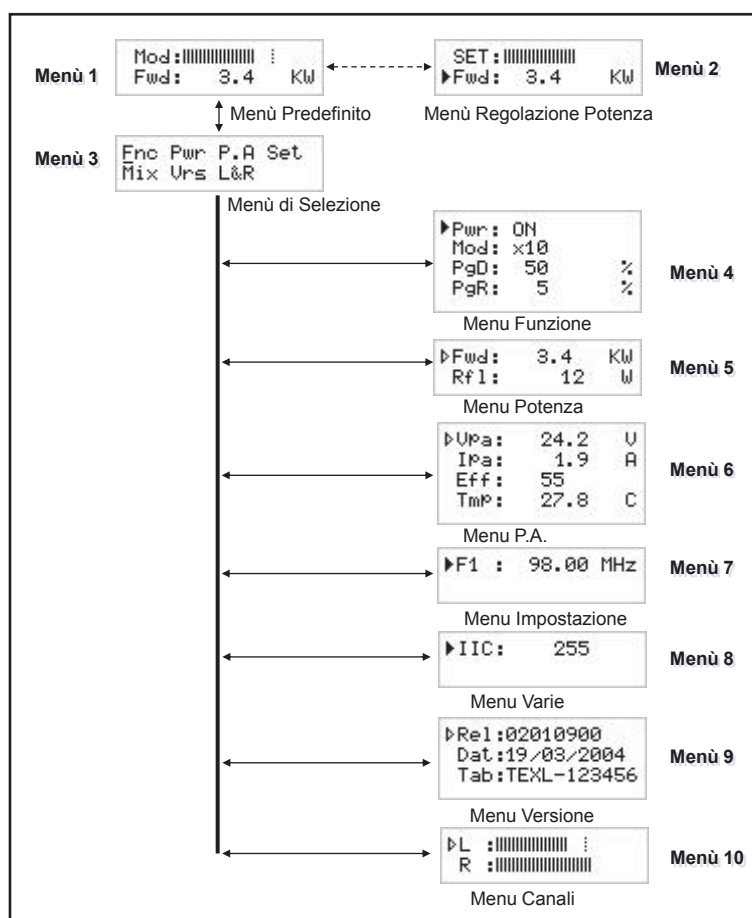 Menù 1
Mod:
Fwd: 3.4 KW
SET:
Fwd: 3.4 KW
Menù 2
Menù Predefinito
Menù Regolazione Potenza
Menù 3
Fnc Pwr P.A Set
Mix Vrs L&R
Menù di Selezione
Pwr: ON
Mod: x10
PgD: 50 %
PgR: 5 %
Menù 4
Menu Funzione
Fwd: 3.4 KW
Rfl: 12 W
Menù 5
Menu Potenza
Vpa: 24.2 V
Ipa: 1.9 A
Eff: 55
Tmp: 27.8 C
Menù 6
Menu P.A.
F1 : 98.00 MHz
Menù 7
Menu Impostazione
IIC: 255
Menù 8
Menu Varie
Rel:02010900
Dat:19/03/2004
Tab:TEXL-123456
Menù 9
Menu Versione
L :
R :
Menù 10
Menu Canali